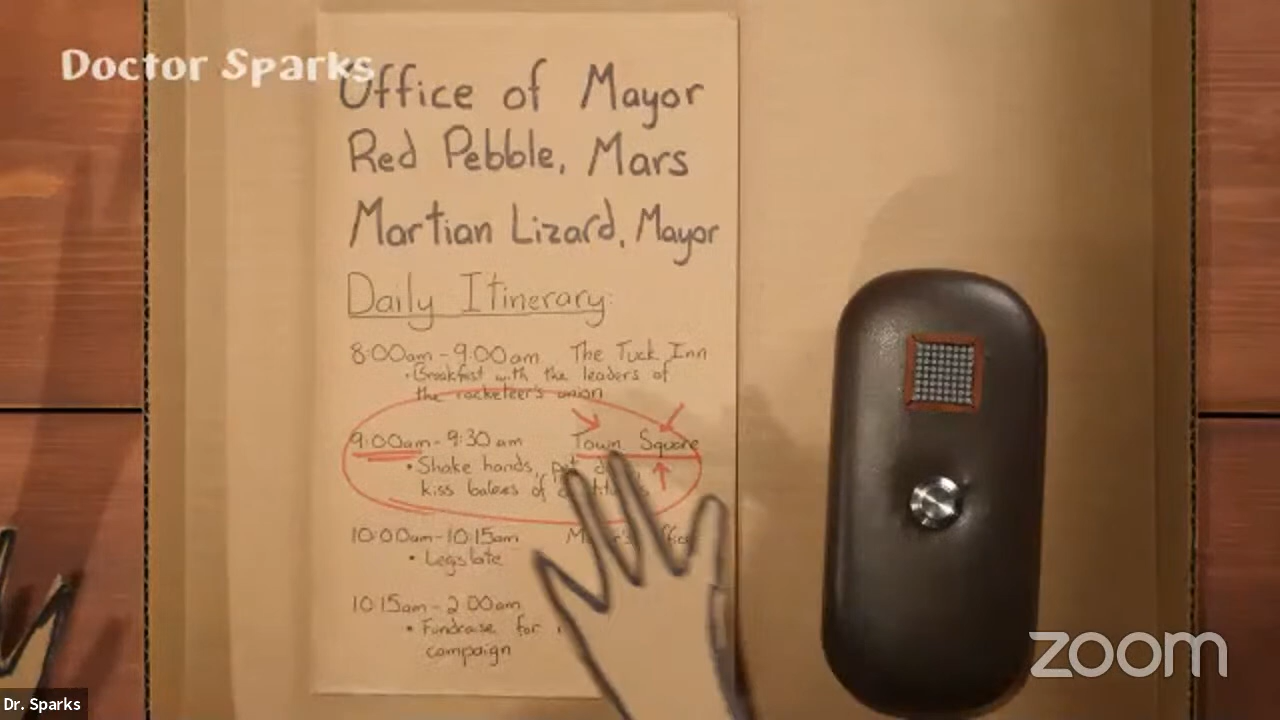 Doctor Sparks
Office of Mayor
Red Pebble, Mars
Martian Lizard, Mayor
Daily Itinerary:
8:00am-9:00am The Tuck Inn
• Breakfast with the leaders of
the rocketeer's union
9:00am-9:30am Town Square
• Shake hands,
kiss babies of
10:00am-10:15am
• Legislate
10:15am-2:00am
• Fundraise for
campaign
zoom
Dr. Sparks